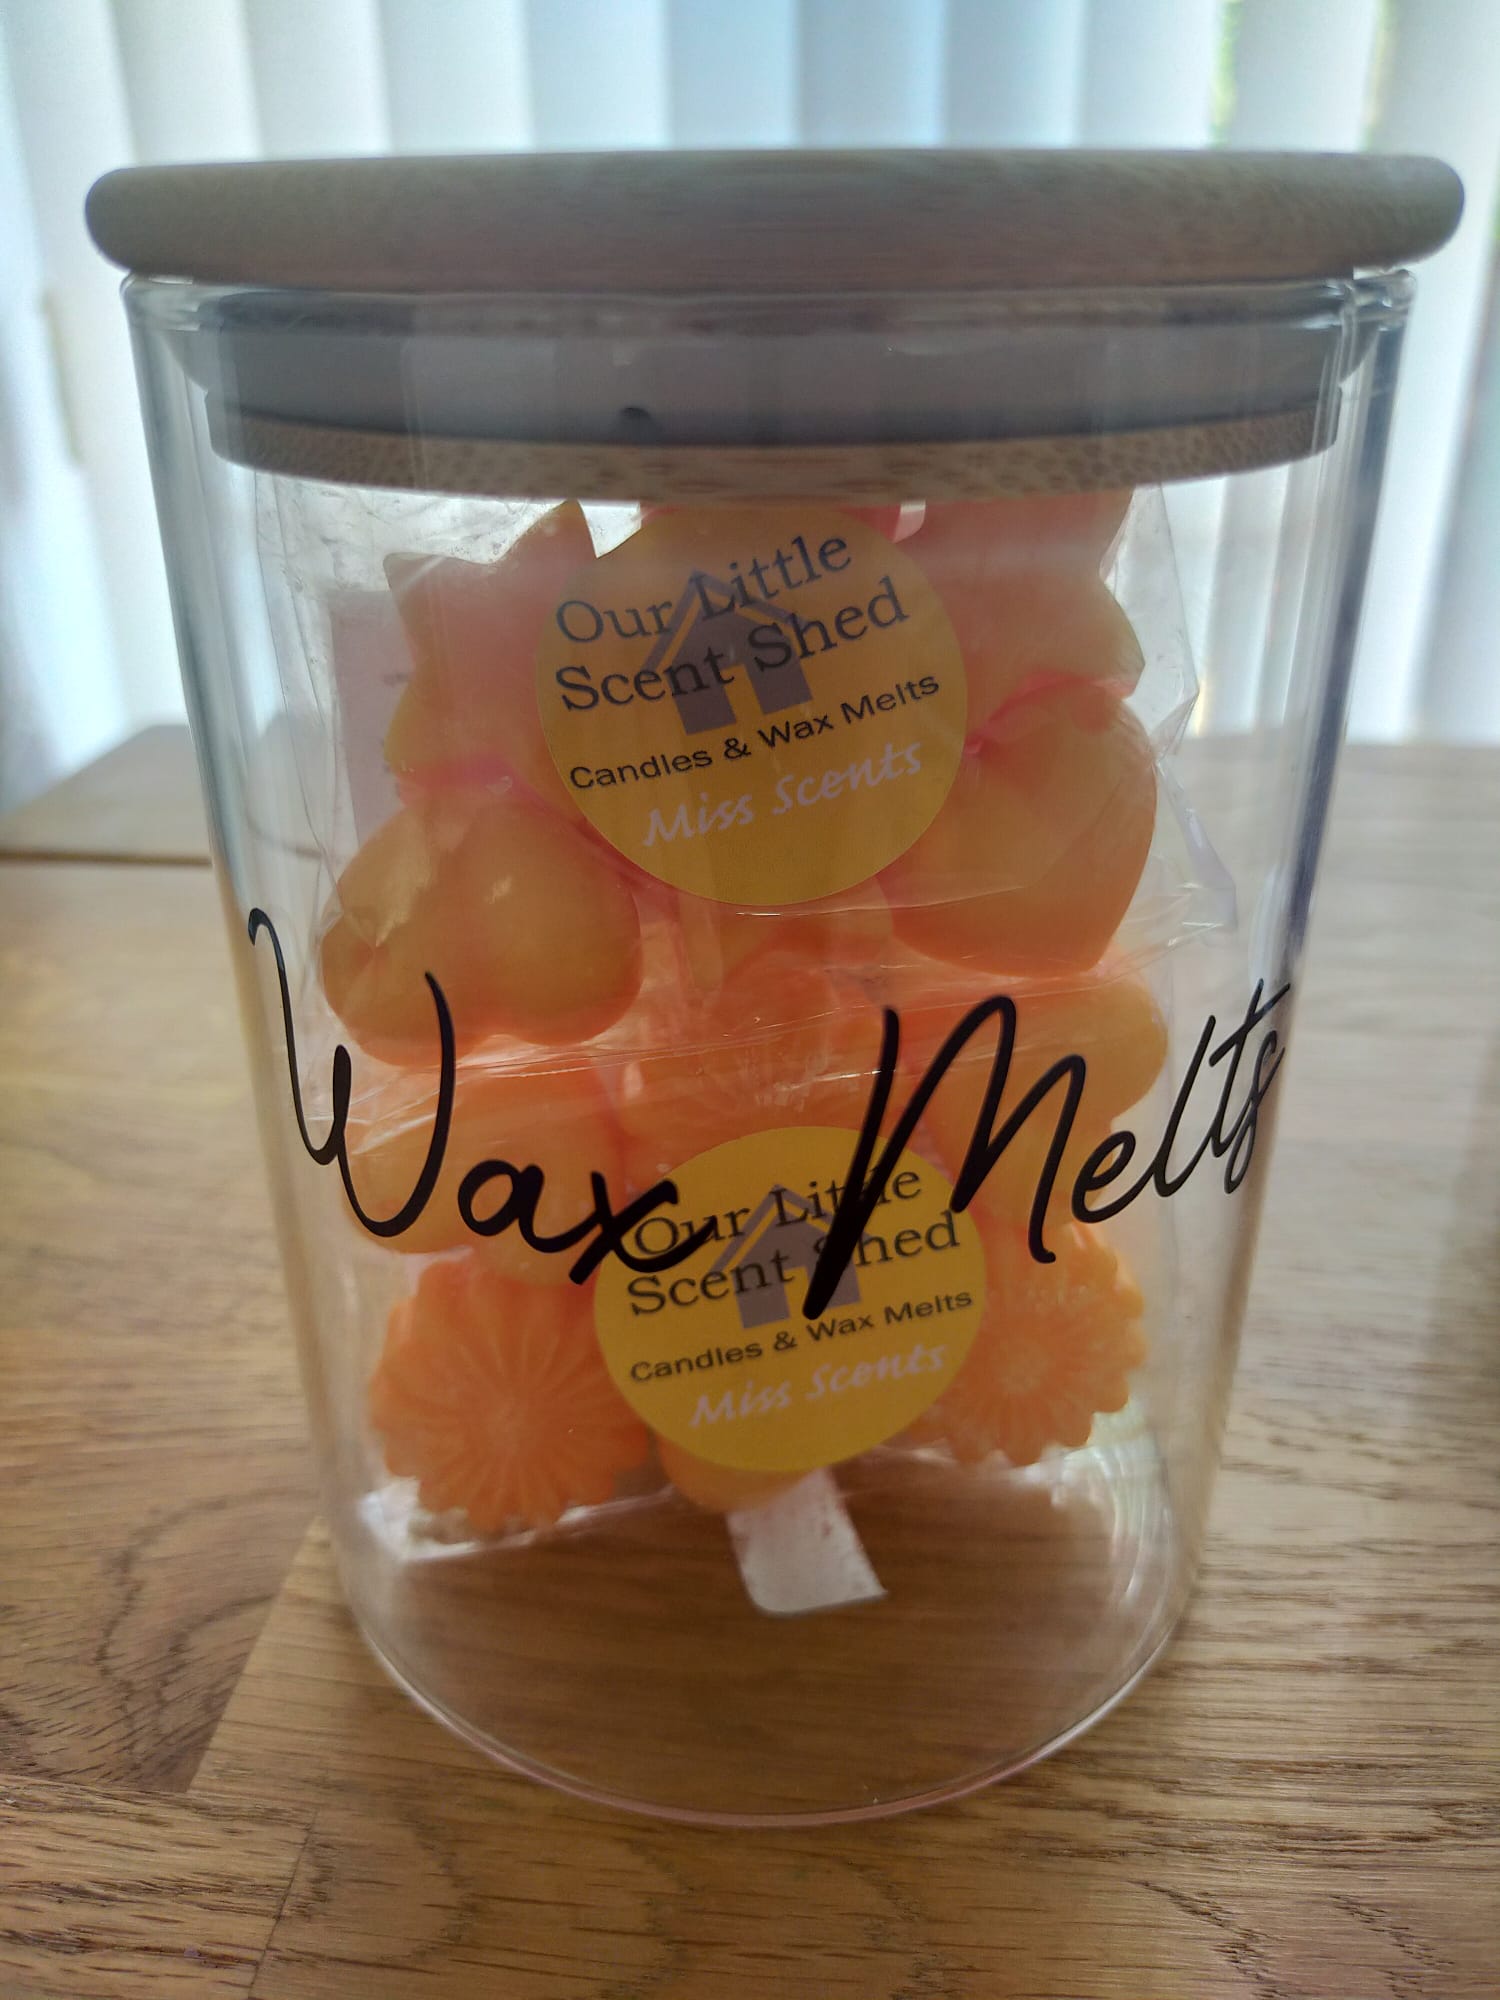 Our Little
Scent Shed
Candles & Wax Melts
Miss Scents
Wax Melts
Our Little
Scent Shed
Candles & Wax Melts
Miss Scents